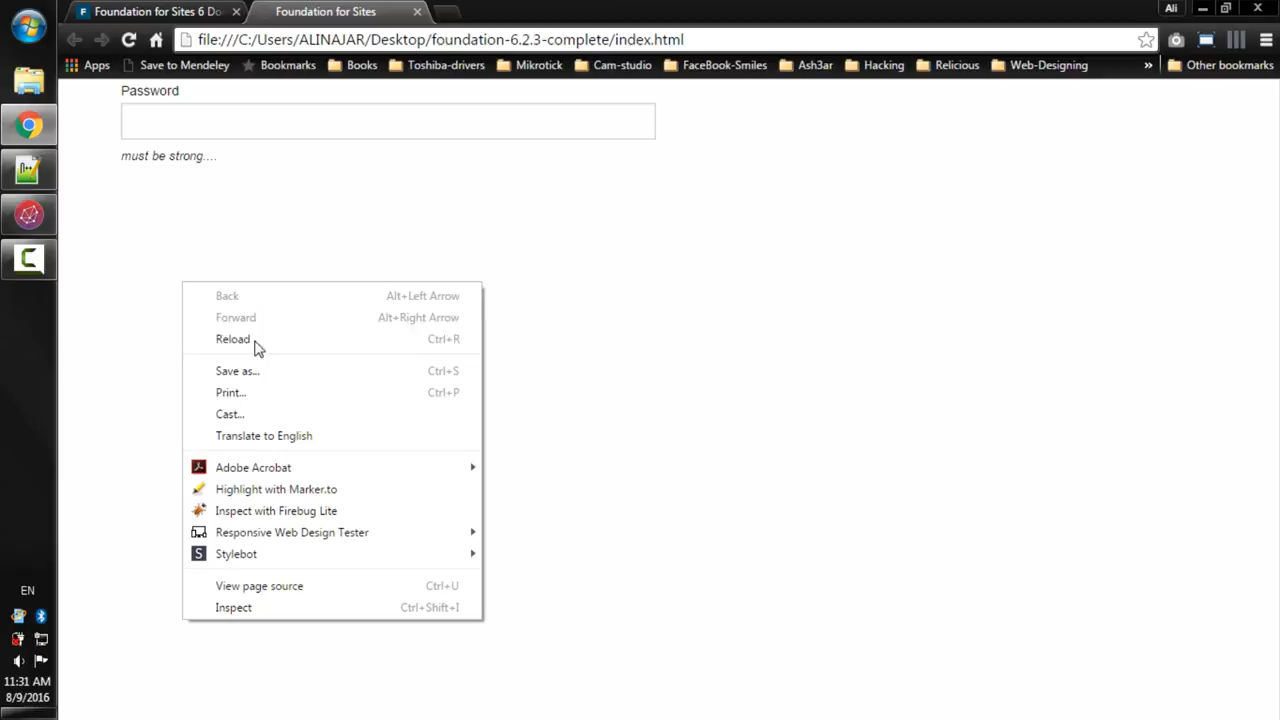 Foundation for Sites 6 Do
Foundation for Sites
Ali
file:///C:/Users/ALINAJAR/Desktop/foundation-6.2.3-complete/index.html
Apps
Save to Mendeley
Bookmarks
Books
Toshiba-drivers
Mikrotick
Cam-studio
FaceBook-Smiles
Ash3ar
Hacking
Relicious
Web-Designing
»
Other bookmarks
Password
must be strong....
Back Alt+Left Arrow
Forward Alt+Right Arrow
Reload Ctrl+R
Save as... Ctrl+S
Print... Ctrl+P
Cast...
Translate to English
Adobe Acrobat
Highlight with Marker.to
Inspect with Firebug Lite
Responsive Web Design Tester
S Stylebot
View page source Ctrl+U
Inspect Ctrl+Shift+I
EN
11:31 AM
8/9/2016